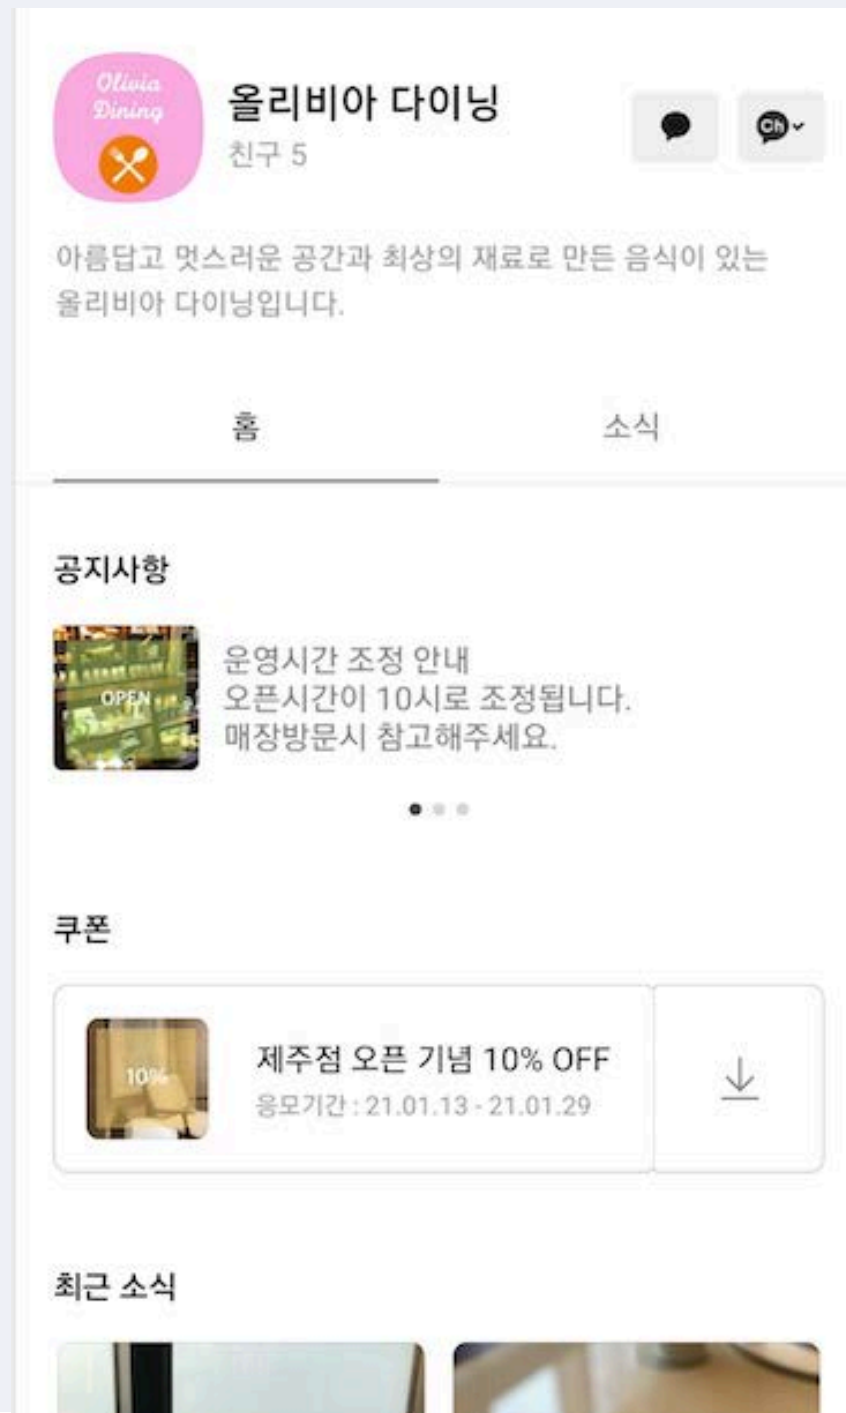 Olivia
Dining
올리비아 다이닝
친구 5
Ch
아름답고 멋스러운 공간과 최상의 재료로 만든 음식이 있는
올리비아 다이닝입니다.
홈
소식
공지사항
OPEN
운영시간 조정 안내
오픈시간이 10시로 조정됩니다.
매장방문시 참고해주세요.
쿠폰
10%
제주점 오픈 기념 10% OFF
응모기간 : 21.01.13 - 21.01.29
최근 소식